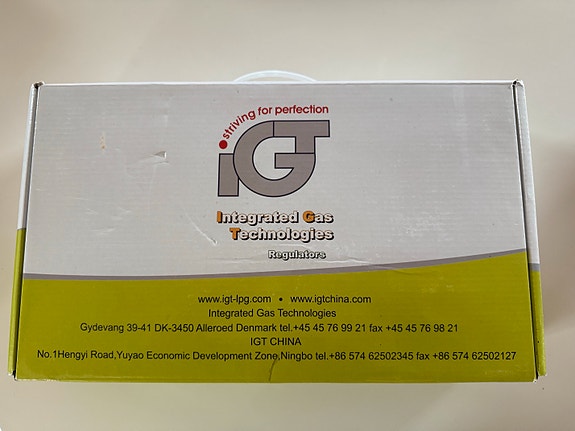 striving for perfection
iGT
Integrated Gas
Technologies
Regulators
www.igt-lpg.com • www.igtchina.com
Integrated Gas Technologies
Gydevang 39-41 DK-3450 Alleroed Denmark tel.+45 45 76 99 21 fax +45 45 76 98 21
IGT CHINA
No.1Hengyi Road,Yuyao Economic Development Zone,Ningbo tel.+86 574 62502345 fax +86 574 62502127